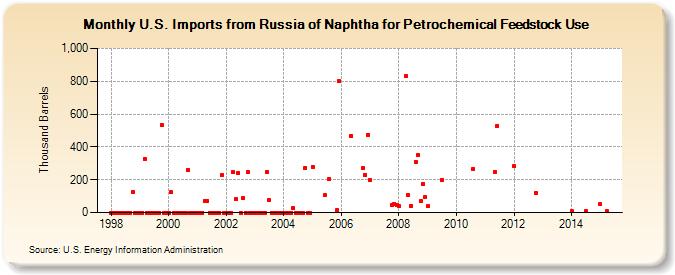 Monthly U.S. Imports from Russia of Naphtha for Petrochemical Feedstock Use
Thousand Barrels
1,000
800
600
400
200
0
1998 2000 2002 2004 2006 2008 2010 2012 2014
Source: U.S. Energy Information Administration